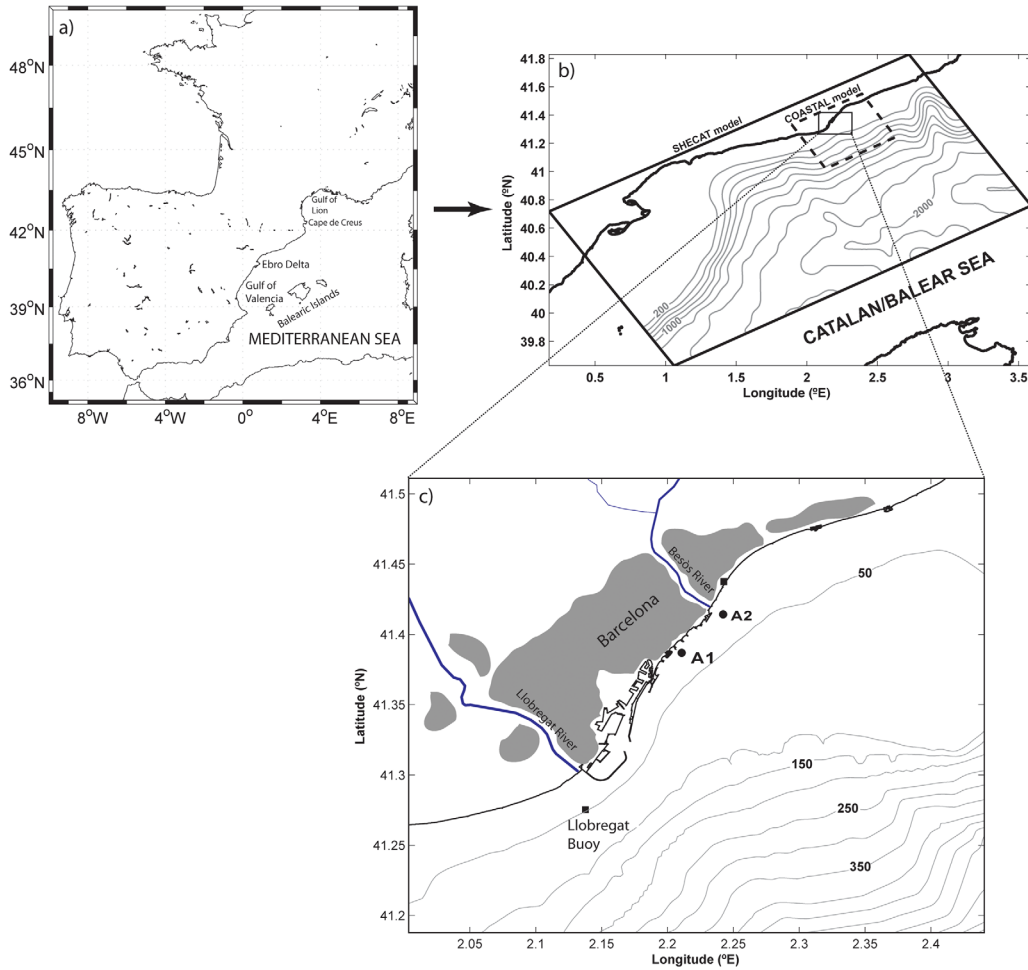 a)
48°N
45°N
42°N
39°N
36°N
8°W
4°W
0°
4°E
8°E
Gulf of
Lion
Cape de Creus
Ebro Delta
Gulf of
Valencia
Balearic Islands
MEDITERRANEAN SEA
b)
41.8
41.6
41.4
41.2
41
40.8
40.6
40.4
40.2
40
39.8
Latitude (ºN)
0.5
1
1.5
2
2.5
3
3.5
Longitude (ºE)
SHECAT model
COASTAL model
2000
200
1000
CATALAN/BALEAR SEA
c)
41.5
41.45
41.4
41.35
41.3
41.25
41.2
Latitude (ºN)
2.05
2.1
2.15
2.2
2.25
2.3
2.35
2.4
Longitude (ºE)
Besòs River
Barcelona
Llobregat River
A2
A1
50
150
250
350
Llobregat
Buoy